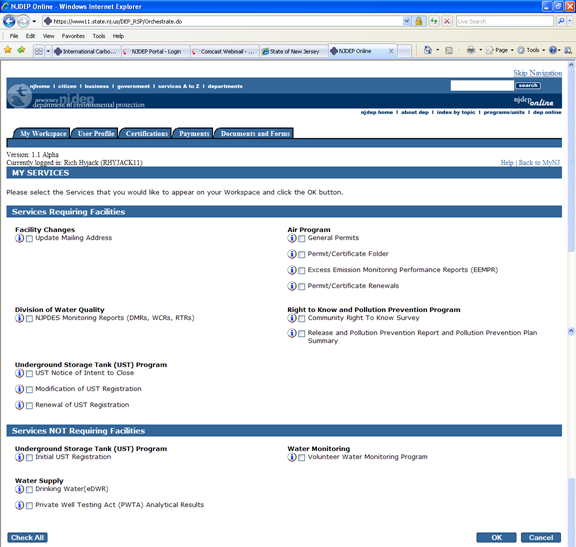 NJDEP Online - Windows Internet Explorer
https://www11.state.nj.us/DEP_RSP/Orchestrate.do
Live Search
File Edit View Favorites Tools Help
International Carbo...
NJDEP Portal - Login
Comcast Webmail - ...
State of New Jersey
NJDEP Online
Page
Tools
Skip Navigation
njhome | citizen | business | government | services A to Z | departments
search
new jersey njdep
department of environmental protection
njdep online
njdep home | about dep | index by topic | programs/units | dep online
My Workspace
User Profile
Certifications
Payments
Documents and Forms
Version: 1.1 Alpha
Currently logged in: Rich Hyjack (RHYJACK11)
Help | Back to MyNJ
MY SERVICES
Please select the Services that you would like to appear on your Workspace and click the OK button.
Services Requiring Facilities
Facility Changes
Update Mailing Address
Air Program
General Permits
Permit/Certificate Folder
Excess Emission Monitoring Performance Reports (EEMPR)
Permit/Certificate Renewals
Division of Water Quality
NJPDES Monitoring Reports (DMRs, WCRs, RTRs)
Right to Know and Pollution Prevention Program
Community Right To Know Survey
Release and Pollution Prevention Report and Pollution Prevention Plan
Summary
Underground Storage Tank (UST) Program
UST Notice of Intent to Close
Modification of UST Registration
Renewal of UST Registration
Services NOT Requiring Facilities
Underground Storage Tank (UST) Program
Initial UST Registration
Water Monitoring
Volunteer Water Monitoring Program
Water Supply
Drinking Water(eDWR)
Private Well Testing Act (PWTA) Analytical Results
Check All
OK
Cancel